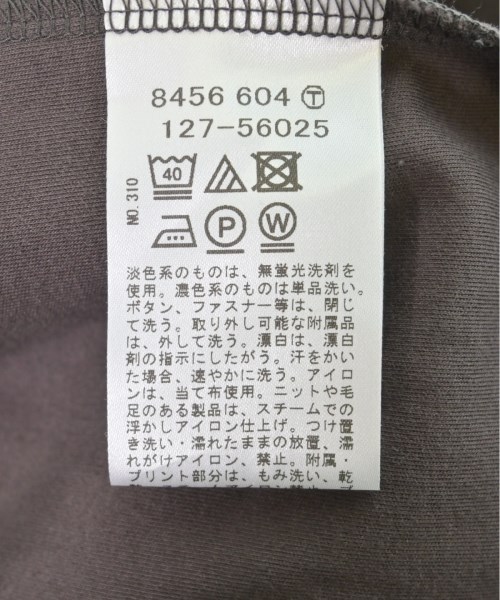 8456 604 Ⓣ
127-56025
NO.310
40
P
W
淡色系のものは、無蛍光洗剤を
使用。濃色系のものは単品洗い。
ボタン、ファスナー等は、閉じ
て洗う。取り外し可能な附属品
は、外して洗う。漂白は、漂白
剤の指示にしたがう。汗をかい
た場合、速やかに洗う。アイロ
ンは、当て布使用。ニットや毛
足のある製品は、スチームでの
浮かしアイロン仕上げ。つけ置
き洗い・濡れたままの放置、濡
れがけアイロン、禁止。附属・
プリント部分は、もみ洗い、乾